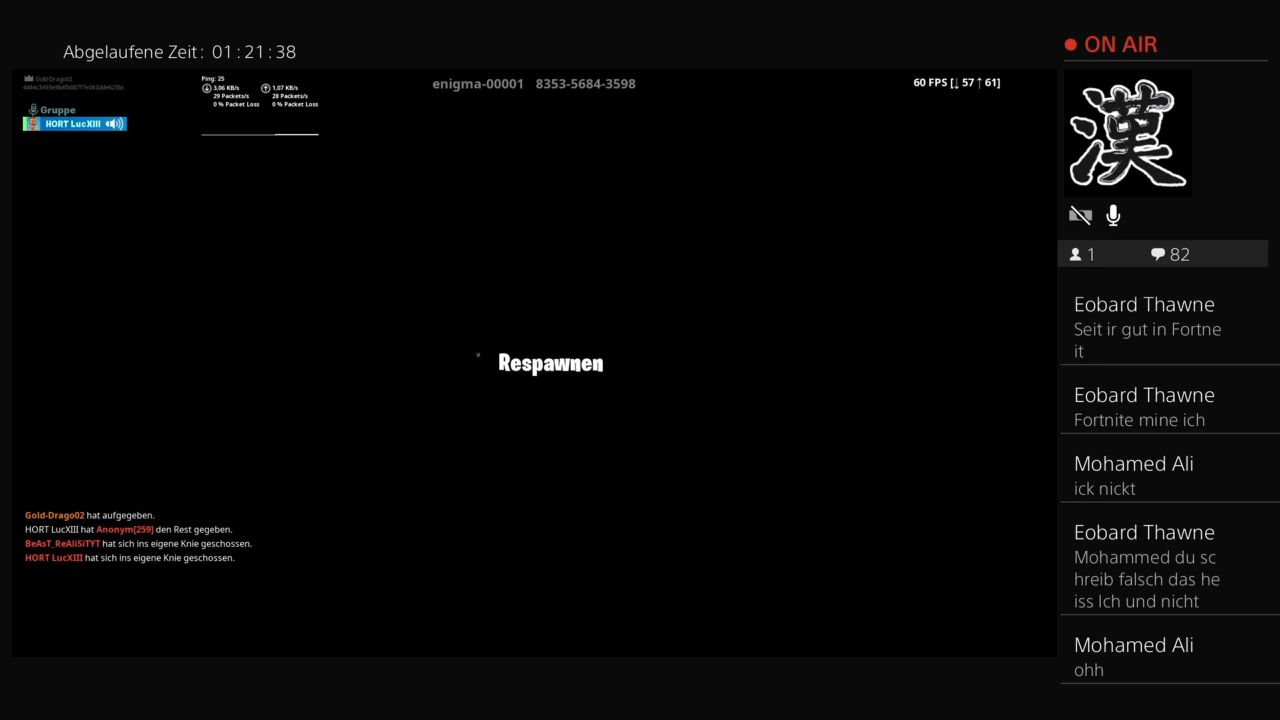 Abgelaufene Zeit: 01:21:38
ON AIR
Gold-Drago02
Ping: 25
3,06 KB/s
1,07 KB/s
29 Packets/s
28 Packets/s
0 % Packet Loss
0 % Packet Loss
enigma-00001 8353-5684-3598
60 FPS [↓ 57 ↑ 61]
Gruppe
HORT LucXIII
漢
1
82
Respawnen
Gold-Drago02 hat aufgegeben.
HORT LucXIII hat Anonym[259] den Rest gegeben.
BeAsT_ReAliSiTYT hat sich ins eigene Knie geschossen.
HORT LucXIII hat sich ins eigene Knie geschossen.
Eobard Thawne
Seit ir gut in Fortne
it
Eobard Thawne
Fortnite mine ich
Mohamed Ali
ick nickt
Eobard Thawne
Mohammed du sc
hreib falsch das he
iss Ich und nicht
Mohamed Ali
ohh